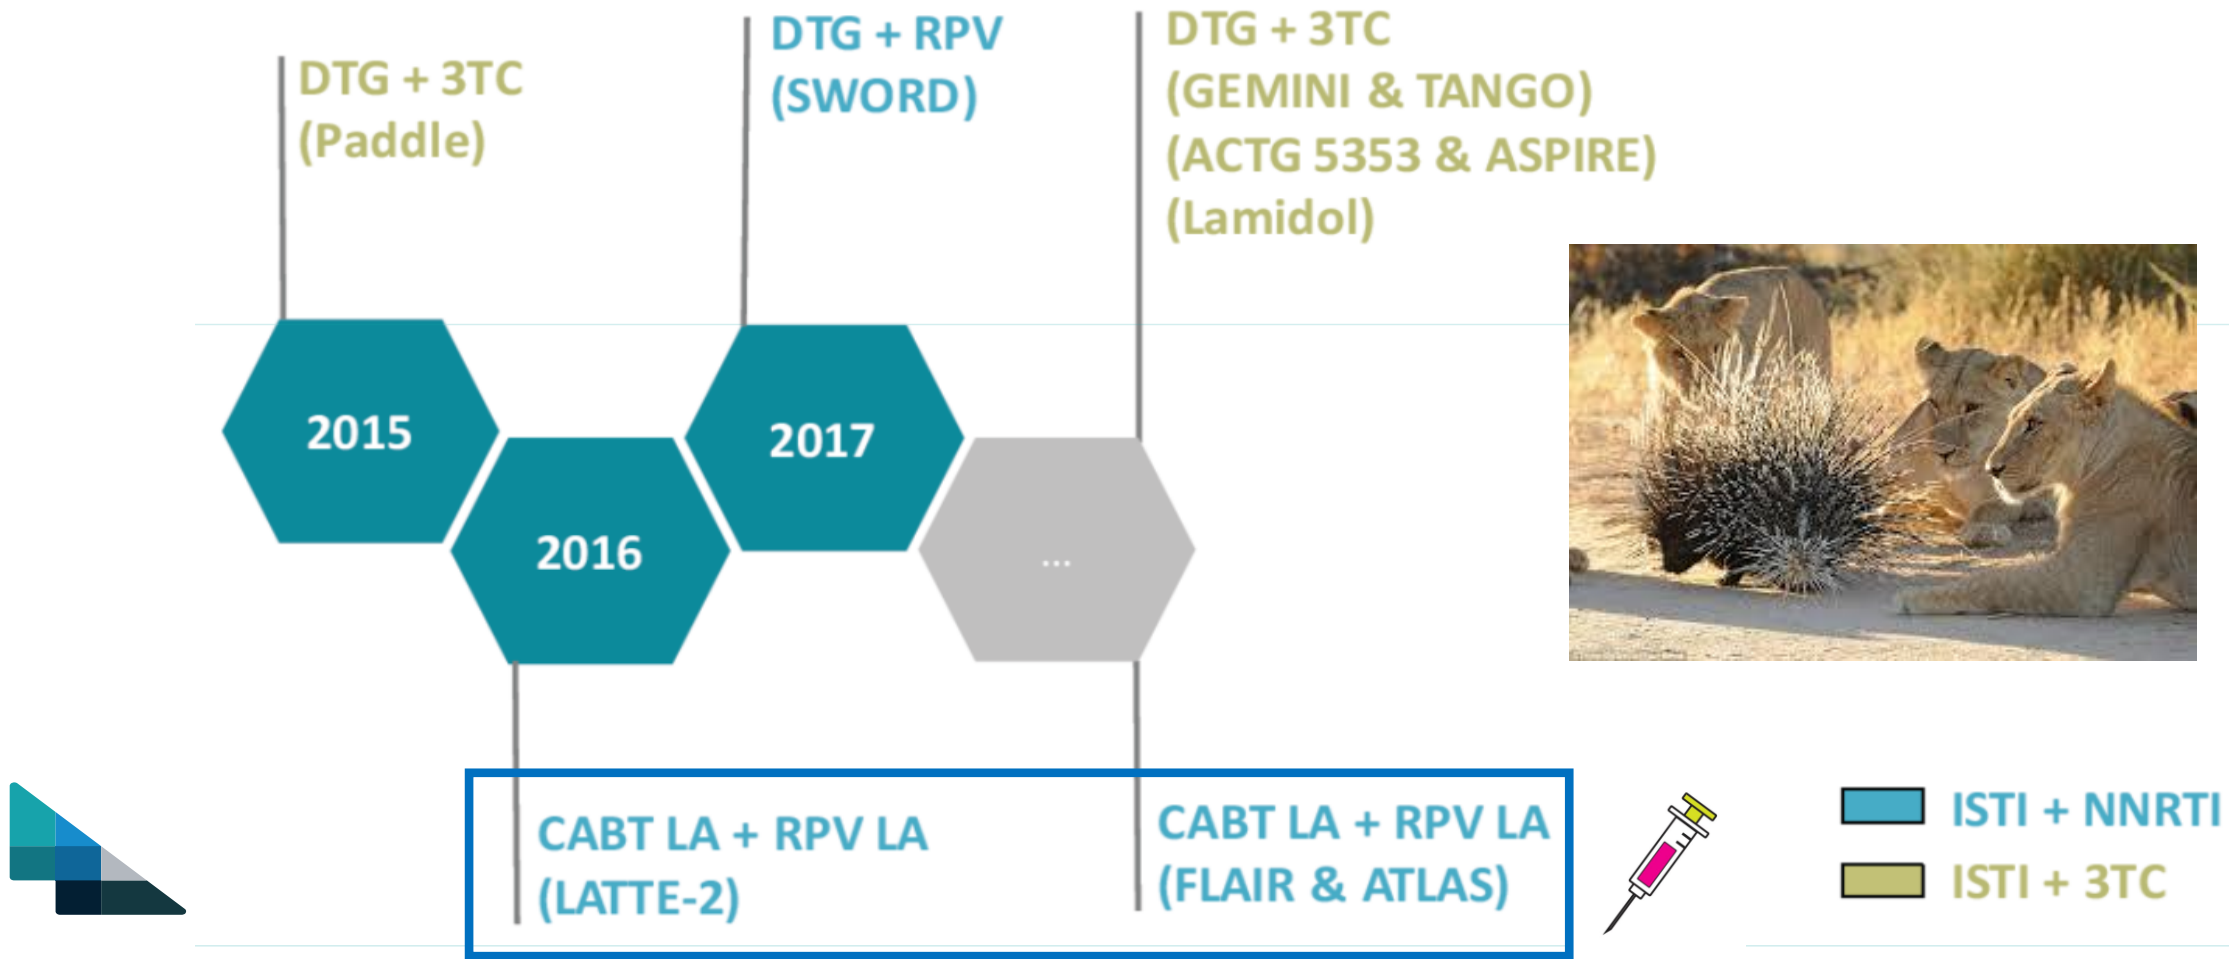 DTG + 3TC
(Paddle)
DTG + RPV
(SWORD)
DTG + 3TC
(GEMINI & TANGO)
(ACTG 5353 & ASPIRE)
(Lamidol)
2015
2016
2017
...
CABT LA + RPV LA
(LATTE-2)
CABT LA + RPV LA
(FLAIR & ATLAS)
ISTI + NNRTI
ISTI + 3TC